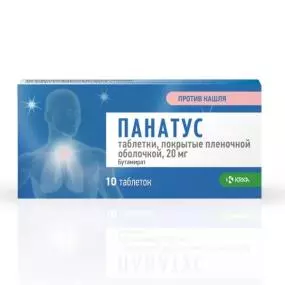 ПРОТИВ КАШЛЯ
ПАНАТУС
таблетки, покрытые пленочной
оболочкой, 20 мг
Бутамират
10 таблеток
KRKA